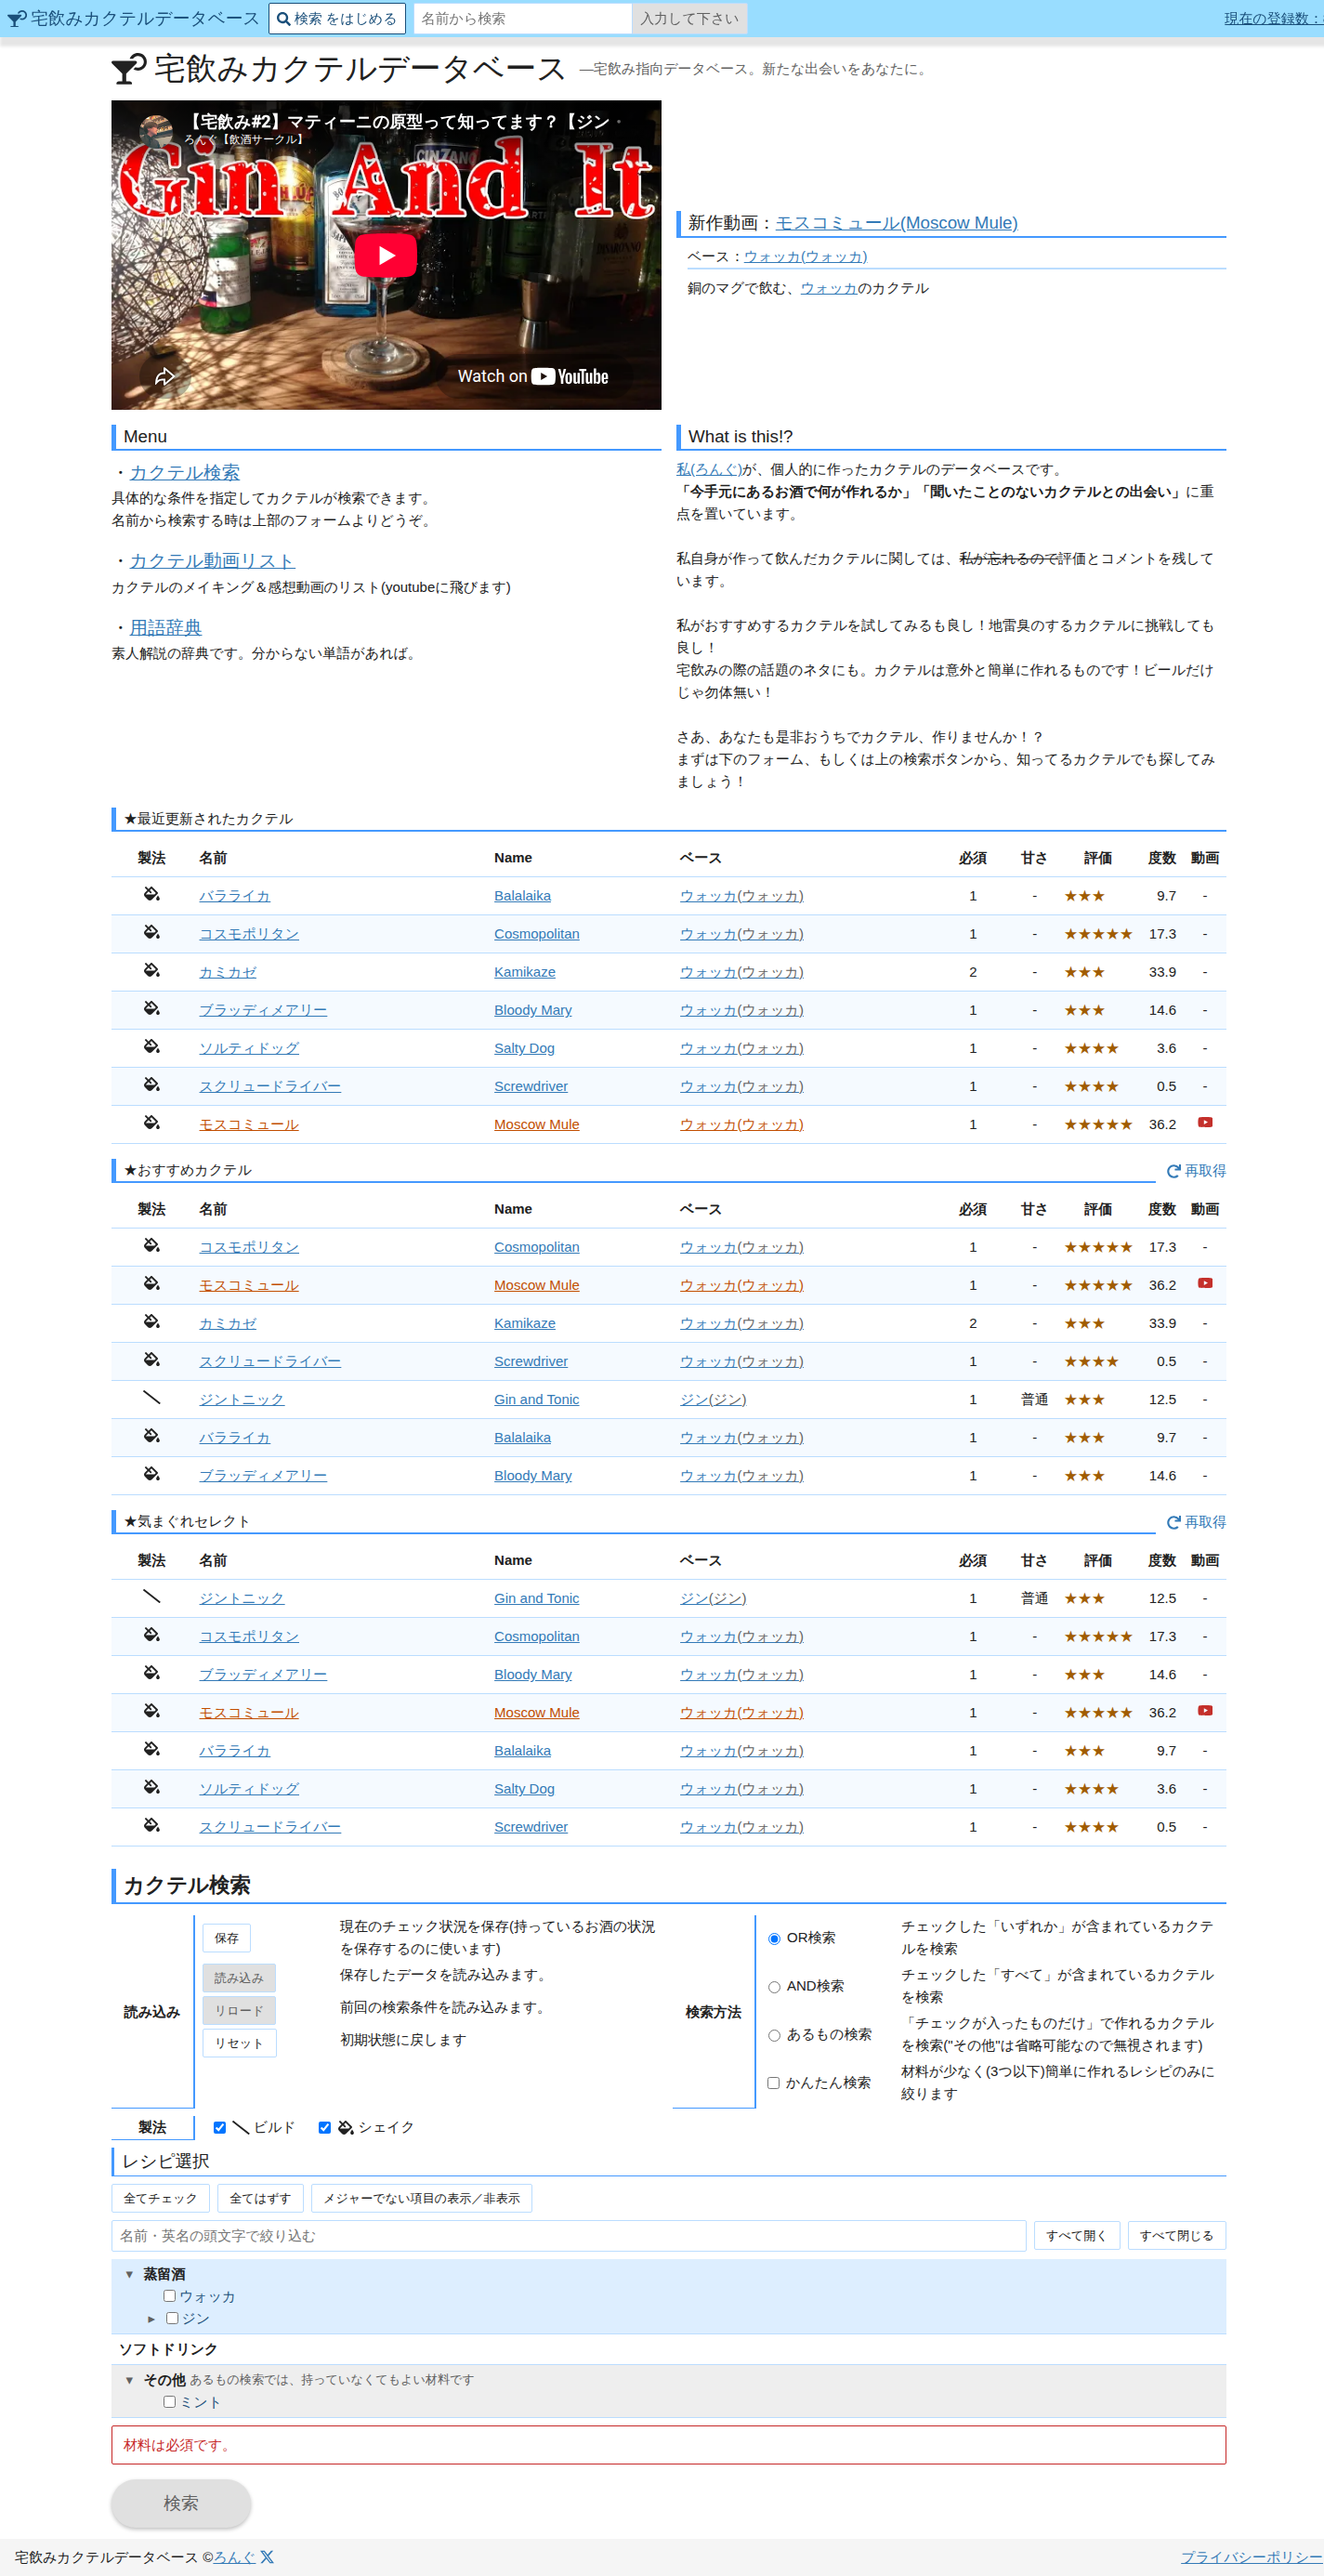 宅飲みカクテルデータベース 検索 をはじめる 名前から検索 入力して下さい 現在の登録数：
宅飲みカクテルデータベース —宅飲み指向データベース。新たな出会いをあなたに。
【宅飲み#2】マティーニの原型って知ってます？【ジン・
ろんぐ【飲酒サークル】
Gin And It
Watch on YouTube
新作動画：モスコミュール(Moscow Mule)
ベース：ウォッカ(ウォッカ)
銅のマグで飲む、ウォッカのカクテル
Menu
・カクテル検索
具体的な条件を指定してカクテルが検索できます。
名前から検索する時は上部のフォームよりどうぞ。
・カクテル動画リスト
カクテルのメイキング＆感想動画のリスト(youtubeに飛びます)
・用語辞典
素人解説の辞典です。分からない単語があれば。
What is this!?
私(ろんぐ)が、個人的に作ったカクテルのデータベースです。
「今手元にあるお酒で何が作れるか」「聞いたことのないカクテルとの出会い」に重
点を置いています。
私自身が作って飲んだカクテルに関しては、私が忘れるので評価とコメントを残して
います。
私がおすすめするカクテルを試してみるも良し！地雷臭のするカクテルに挑戦しても
良し！
宅飲みの際の話題のネタにも。カクテルは意外と簡単に作れるものです！ビールだけ
じゃ勿体無い！
さあ、あなたも是非おうちでカクテル、作りませんか！？
まずは下のフォーム、もしくは上の検索ボタンから、知ってるカクテルでも探してみ
ましょう！
★最近更新されたカクテル
製法 名前 Name ベース 必須 甘さ 評価 度数 動画
バラライカ Balalaika ウォッカ(ウォッカ) 1 - ★★★ 9.7 -
コスモポリタン Cosmopolitan ウォッカ(ウォッカ) 1 - ★★★★★ 17.3 -
カミカゼ Kamikaze ウォッカ(ウォッカ) 2 - ★★★ 33.9 -
ブラッディメアリー Bloody Mary ウォッカ(ウォッカ) 1 - ★★★ 14.6 -
ソルティドッグ Salty Dog ウォッカ(ウォッカ) 1 - ★★★★ 3.6 -
スクリュードライバー Screwdriver ウォッカ(ウォッカ) 1 - ★★★★ 0.5 -
モスコミュール Moscow Mule ウォッカ(ウォッカ) 1 - ★★★★★ 36.2
★おすすめカクテル 再取得
製法 名前 Name ベース 必須 甘さ 評価 度数 動画
コスモポリタン Cosmopolitan ウォッカ(ウォッカ) 1 - ★★★★★ 17.3 -
モスコミュール Moscow Mule ウォッカ(ウォッカ) 1 - ★★★★★ 36.2
カミカゼ Kamikaze ウォッカ(ウォッカ) 2 - ★★★ 33.9 -
スクリュードライバー Screwdriver ウォッカ(ウォッカ) 1 - ★★★★ 0.5 -
ジントニック Gin and Tonic ジン(ジン) 1 普通 ★★★ 12.5 -
バラライカ Balalaika ウォッカ(ウォッカ) 1 - ★★★ 9.7 -
ブラッディメアリー Bloody Mary ウォッカ(ウォッカ) 1 - ★★★ 14.6 -
★気まぐれセレクト 再取得
製法 名前 Name ベース 必須 甘さ 評価 度数 動画
ジントニック Gin and Tonic ジン(ジン) 1 普通 ★★★ 12.5 -
コスモポリタン Cosmopolitan ウォッカ(ウォッカ) 1 - ★★★★★ 17.3 -
ブラッディメアリー Bloody Mary ウォッカ(ウォッカ) 1 - ★★★ 14.6 -
モスコミュール Moscow Mule ウォッカ(ウォッカ) 1 - ★★★★★ 36.2
バラライカ Balalaika ウォッカ(ウォッカ) 1 - ★★★ 9.7 -
ソルティドッグ Salty Dog ウォッカ(ウォッカ) 1 - ★★★★ 3.6 -
スクリュードライバー Screwdriver ウォッカ(ウォッカ) 1 - ★★★★ 0.5 -
カクテル検索
読み込み
保存 現在のチェック状況を保存(持っているお酒の状況
を保存するのに使います)
読み込み 保存したデータを読み込みます。
リロード 前回の検索条件を読み込みます。
リセット 初期状態に戻します
検索方法
OR検索 チェックした「いずれか」が含まれているカクテ
ルを検索
AND検索 チェックした「すべて」が含まれているカクテル
を検索
あるもの検索 「チェックが入ったものだけ」で作れるカクテル
を検索("その他"は省略可能なので無視されます)
かんたん検索 材料が少なく(3つ以下)簡単に作れるレシピのみに
絞ります
製法 ビルド シェイク
レシピ選択
全てチェック 全てはずす メジャーでない項目の表示／非表示
名前・英名の頭文字で絞り込む すべて開く すべて閉じる
▼ 蒸留酒
ウォッカ
► ジン
ソフトドリンク
▼ その他 あるもの検索では、持っていなくてもよい材料です
ミント
材料は必須です。
検索
宅飲みカクテルデータベース ©ろんぐ プライバシーポリシー